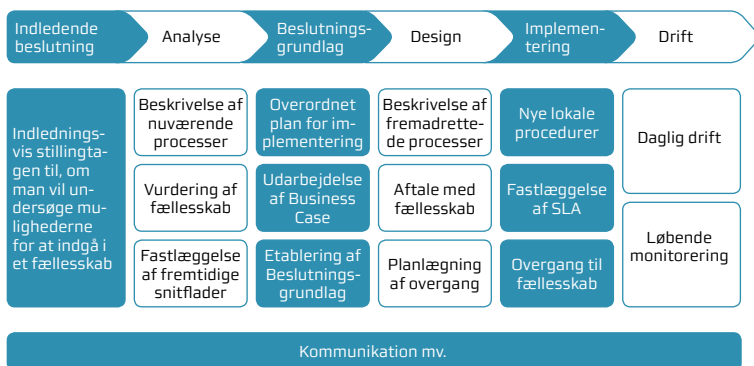 Indledende
beslutning
Analyse
Beslutnings-
grundlag
Design
Implemen-
tering
Drift
Indlednings-
vis stillingta-
gen til, om
man vil un-
dersøge mu-
lighederne
for at indgå i
et fællesskab
Beskrivelse af
nuværende
processer
Vurdering af
fællesskab
Fastlæggelse
af fremtidige
snitflader
Overordnet
plan for im-
plementering
Udarbejdelse
af Business
Case
Etablering af
Beslutnings-
grundlag
Beskrivelse af
fremadrette-
de processer
Aftale med
fællesskab
Planlægning
af overgang
Nye lokale
procedurer
Fastlæggelse
af SLA
Overgang til
fællesskab
Daglig drift
Løbende
monitorering
Kommunikation mv.